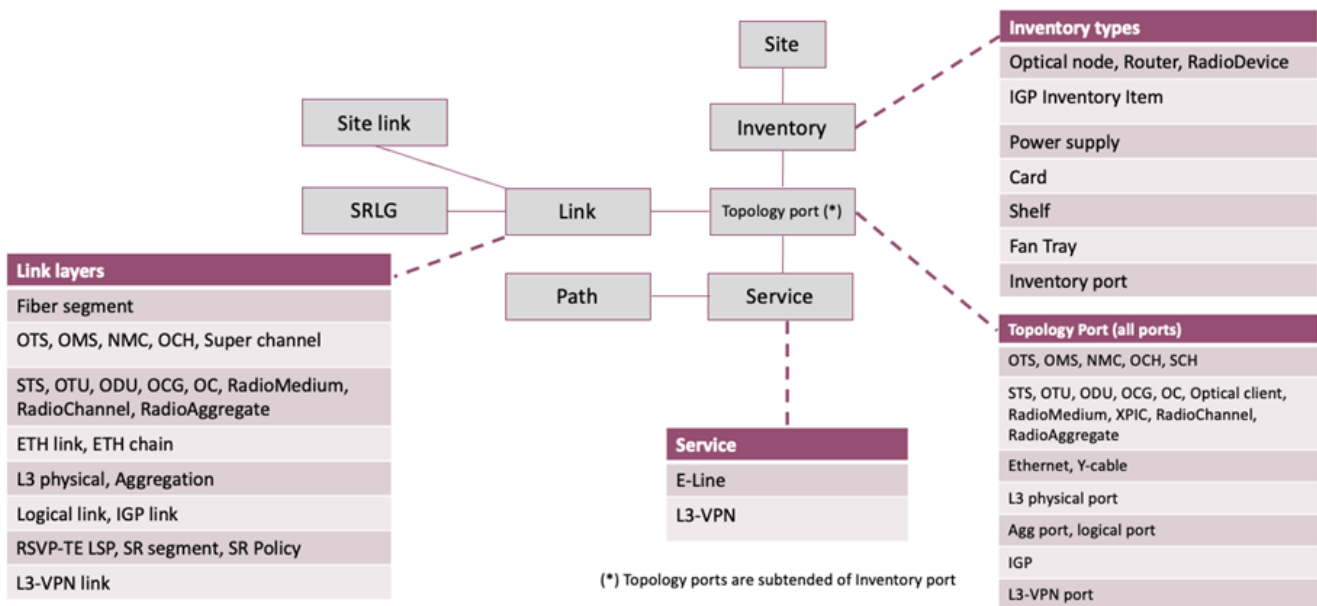 Site
Inventory
Site link
SRLG
Link
Topology port (*)
Path
Service
Link layers
Fiber segment
OTS, OMS, NMC, OCH, Super channel
STS, OTU, ODU, OCG, OC, RadioMedium,
RadioChannel, RadioAggregate
ETH link, ETH chain
L3 physical, Aggregation
Logical link, IGP link
RSVP-TE LSP, SR segment, SR Policy
L3-VPN link
Service
E-Line
L3-VPN
(*) Topology ports are subtended of Inventory port
Inventory types
Optical node, Router, RadioDevice
IGP Inventory Item
Power supply
Card
Shelf
Fan Tray
Inventory port
Topology Port (all ports)
OTS, OMS, NMC, OCH, SCH
STS, OTU, ODU, OCG, OC, Optical client,
RadioMedium, XPIC, RadioChannel,
RadioAggregate
Ethernet, Y-cable
L3 physical port
Agg port, logical port
IGP
L3-VPN port